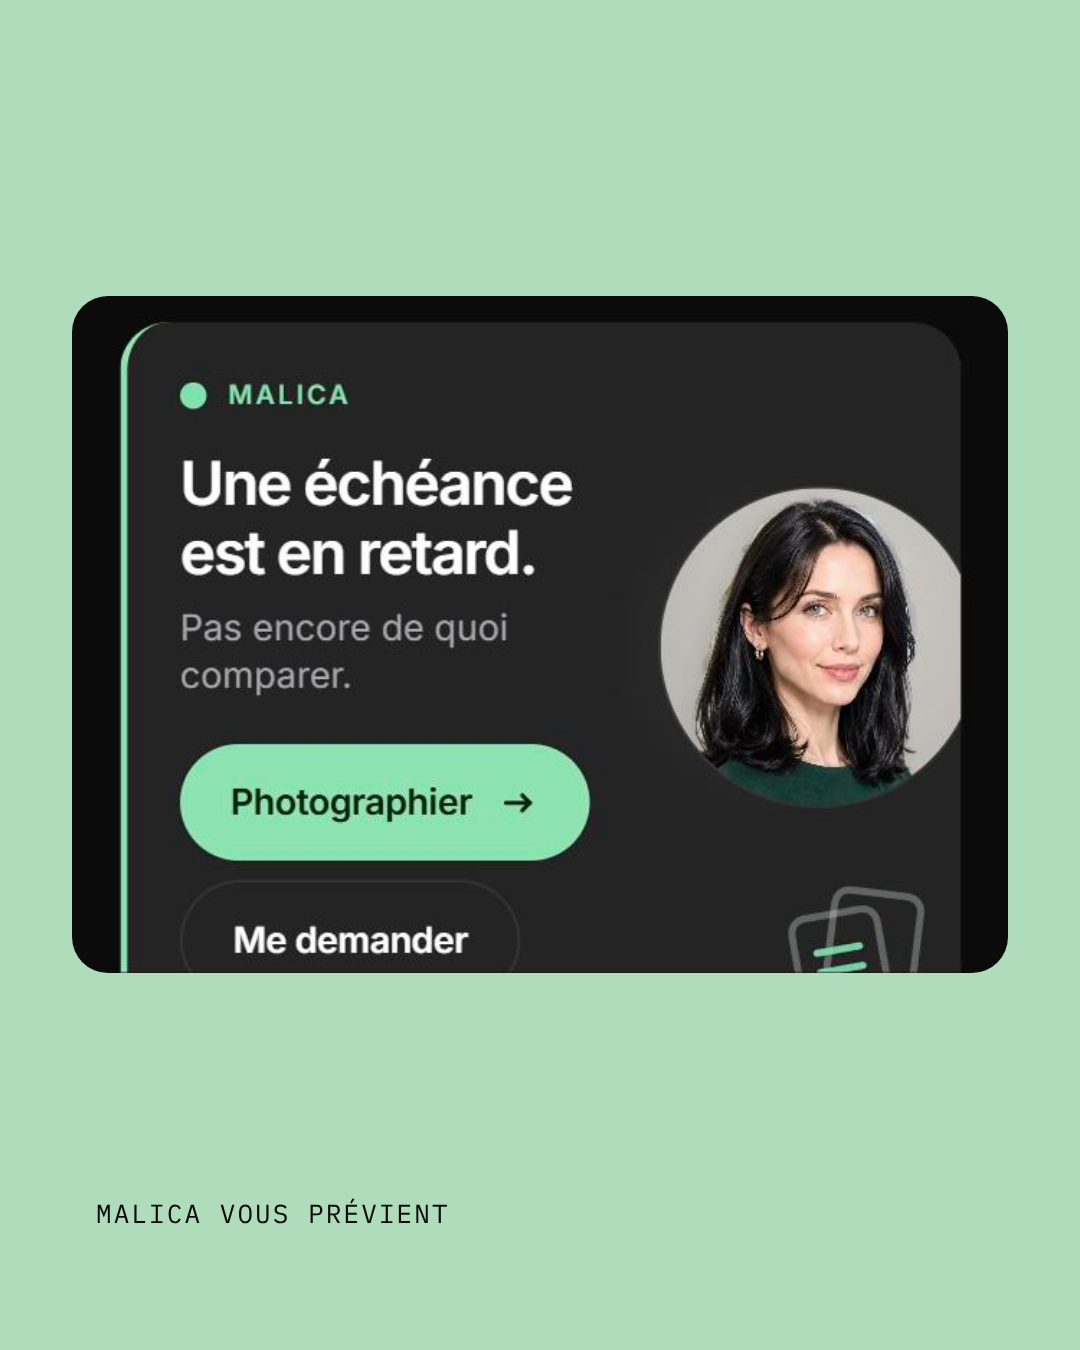 MALICA
Une échéance
est en retard.
Pas encore de quoi
comparer.
Photographier →
Me demander
MALICA VOUS PRÉVIENT